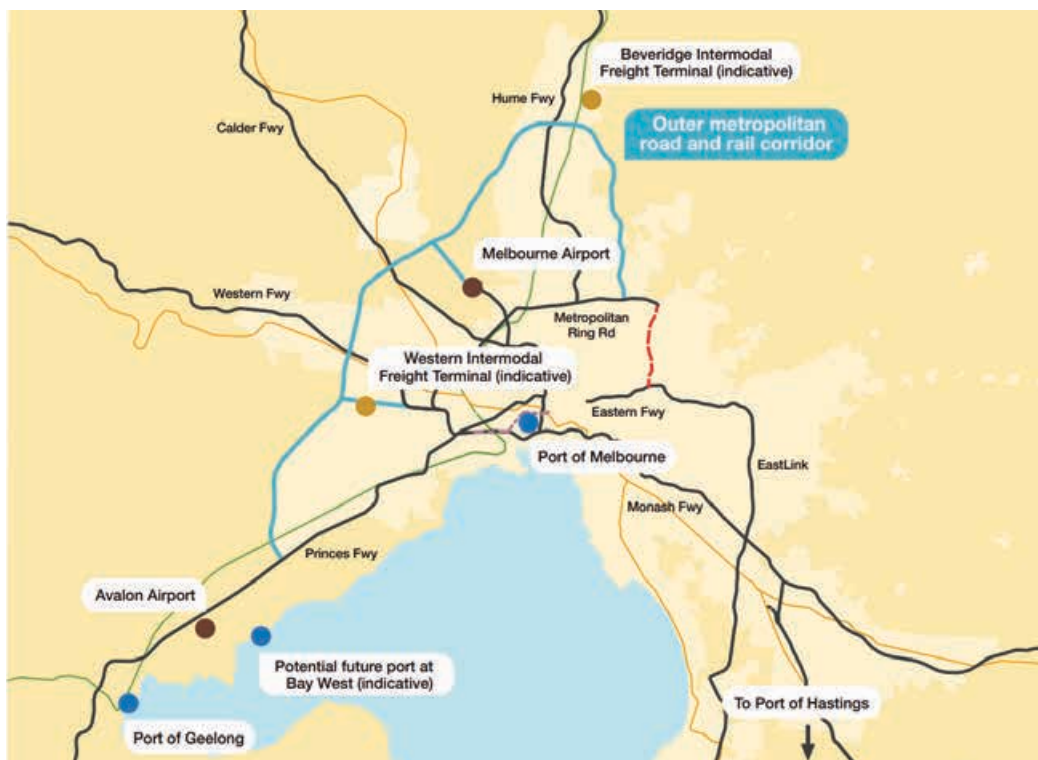 Beveridge Intermodal
Freight Terminal (indicative)
Hume Fwy
Calder Fwy
Outer metropolitan
road and rail corridor
Melbourne Airport
Western Fwy
Metropolitan
Ring Rd
Western Intermodal
Freight Terminal (indicative)
Eastern Fwy
Port of Melbourne
EastLink
Monash Fwy
Princes Fwy
Avalon Airport
Potential future port at
Bay West (indicative)
To Port of Hastings
Port of Geelong